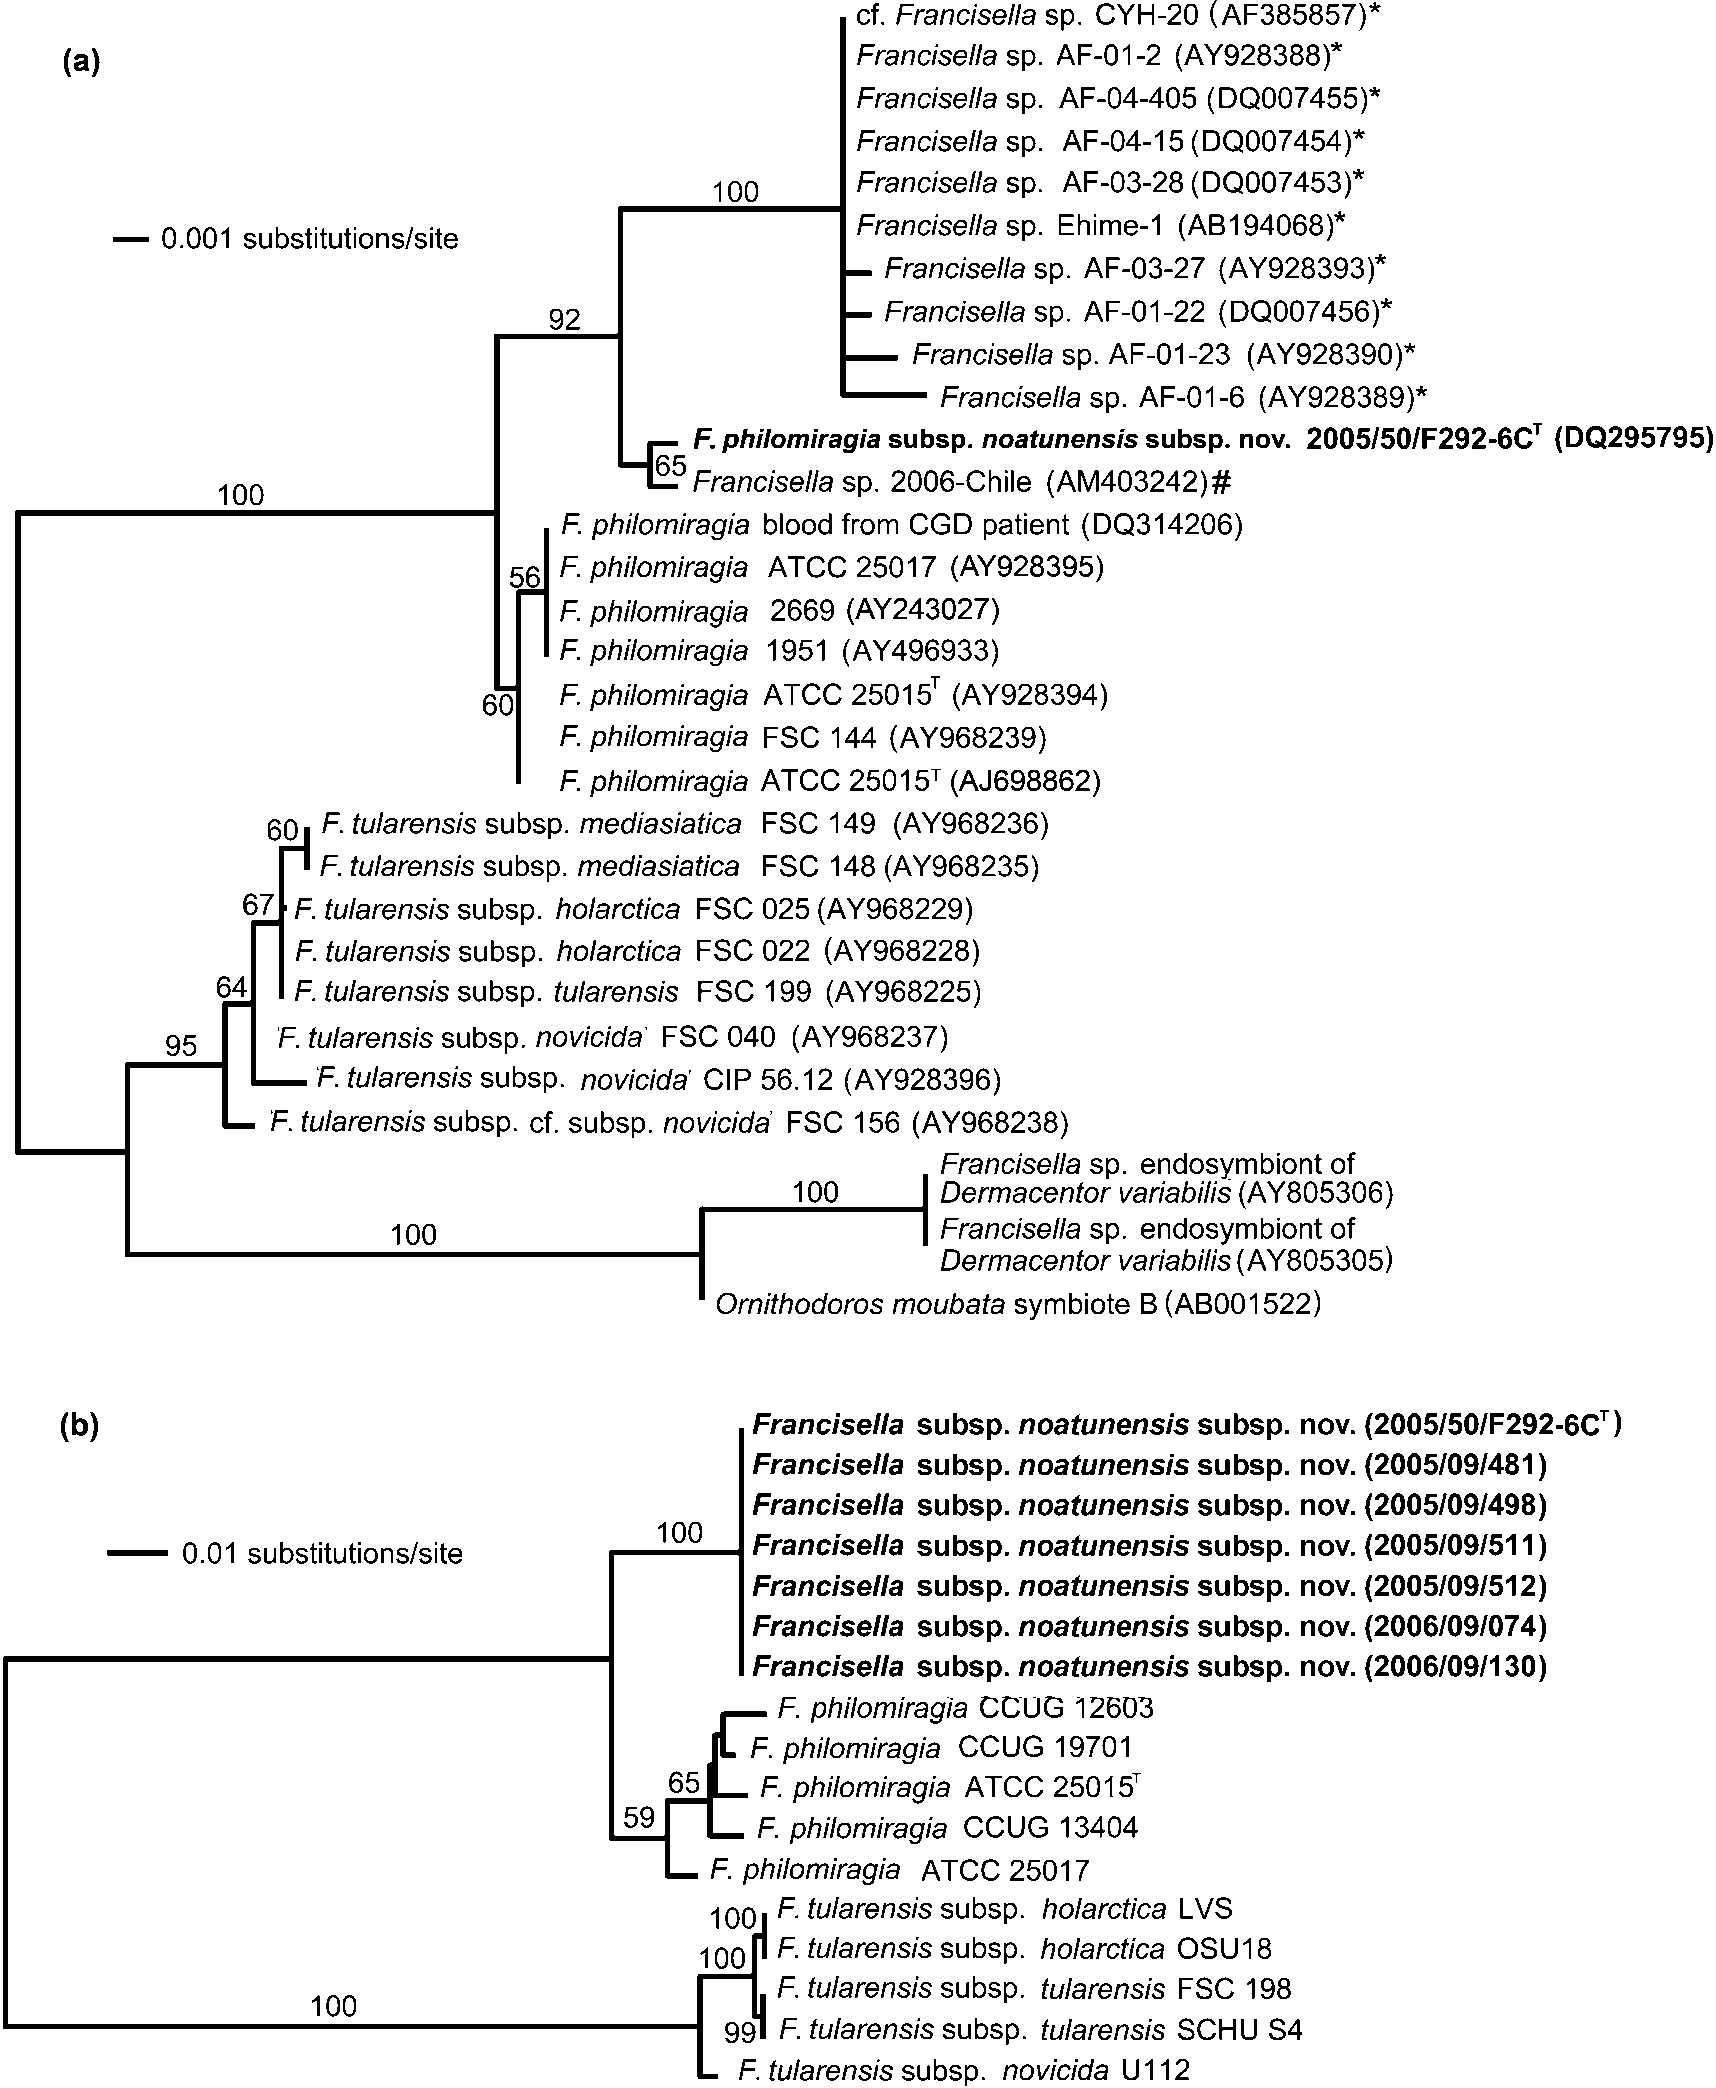 cf. Francisella sp. CYH-20 (AF385857)*
(a)
Francisella sp. AF-01-2 (AY928388)*
Francisella sp. AF-04-405 (DQ007455)*
Francisella sp. AF-04-15 (DQ007454)*
Francisella sp. AF-03-28 (DQ007453)*
100
Francisella sp. Ehime-1 (AB194068)*
0.001 substitutions/site
Francisella sp. AF-03-27 (AY928393)*
Francisella sp. AF-01-22 (DQ007456)*
92
Francisella sp. AF-01-23 (AY928390)*
Francisella sp. AF-01-6 (AY928389)*
F. philomiragia subsp. noatunensis subsp. nov. 2005/50/F292-6CT (DQ295795)
65
Francisella sp. 2006-Chile (AM403242)#
100
F. philomiragia blood from CGD patient (DQ314206)
56
F. philomiragia ATCC 25017 (AY928395)
F. philomiragia 2669 (AY243027)
F. philomiragia 1951 (AY496933)
F. philomiragia ATCC 25015T (AY928394)
60
F. philomiragia FSC 144 (AY968239)
F. philomiragia ATCC 25015T (AJ698862)
60
F. tularensis subsp. mediasiatica FSC 149 (AY968236)
F. tularensis subsp. mediasiatica FSC 148 (AY968235)
67
F. tularensis subsp. holarctica FSC 025 (AY968229)
F. tularensis subsp. holarctica FSC 022 (AY968228)
64
F. tularensis subsp. tularensis FSC 199 (AY968225)
'F. tularensis subsp. novicida' FSC 040 (AY968237)
95
'F. tularensis subsp. novicida' CIP 56.12 (AY928396)
'F. tularensis subsp. cf. subsp. novicida' FSC 156 (AY968238)
Francisella sp. endosymbiont of
Dermacentor variabilis (AY805306)
100
Francisella sp. endosymbiont of
Dermacentor variabilis (AY805305)
100
Ornithodoros moubata symbiote B (AB001522)
(b)
Francisella subsp. noatunensis subsp. nov. (2005/50/F292-6CT)
Francisella subsp. noatunensis subsp. nov. (2005/09/481)
Francisella subsp. noatunensis subsp. nov. (2005/09/498)
100
Francisella subsp. noatunensis subsp. nov. (2005/09/511)
0.01 substitutions/site
Francisella subsp. noatunensis subsp. nov. (2005/09/512)
Francisella subsp. noatunensis subsp. nov. (2006/09/074)
Francisella subsp. noatunensis subsp. nov. (2006/09/130)
F. philomiragia CCUG 12603
F. philomiragia CCUG 19701
65
F. philomiragia ATCC 25015T
59
F. philomiragia CCUG 13404
F. philomiragia ATCC 25017
100
F. tularensis subsp. holarctica LVS
100
F. tularensis subsp. holarctica OSU18
F. tularensis subsp. tularensis FSC 198
100
99
F. tularensis subsp. tularensis SCHU S4
F. tularensis subsp. novicida U112